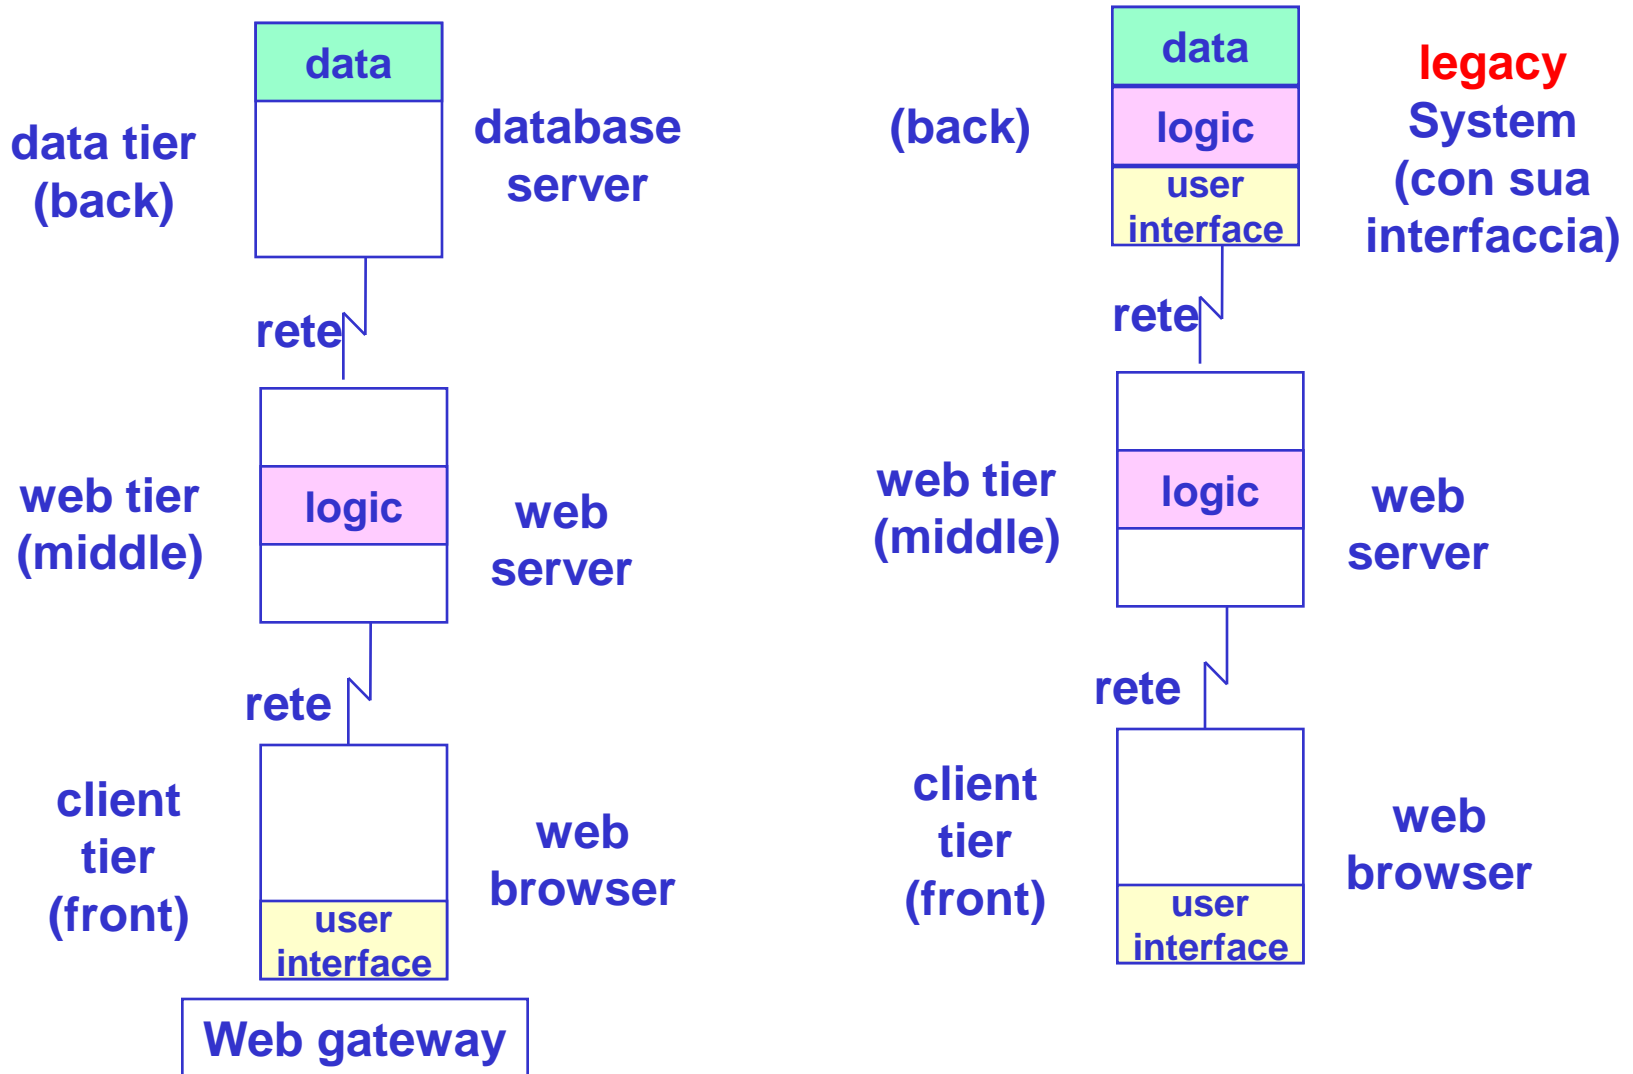 data
data tier
(back)
database
server
rete
web tier
(middle)
logic
web
server
rete
client
tier
(front)
web
browser
user
interface
Web gateway
data
logic
user
interface
(back)
legacy
System
(con sua
interfaccia)
rete
web tier
(middle)
logic
web
server
rete
client
tier
(front)
web
browser
user
interface